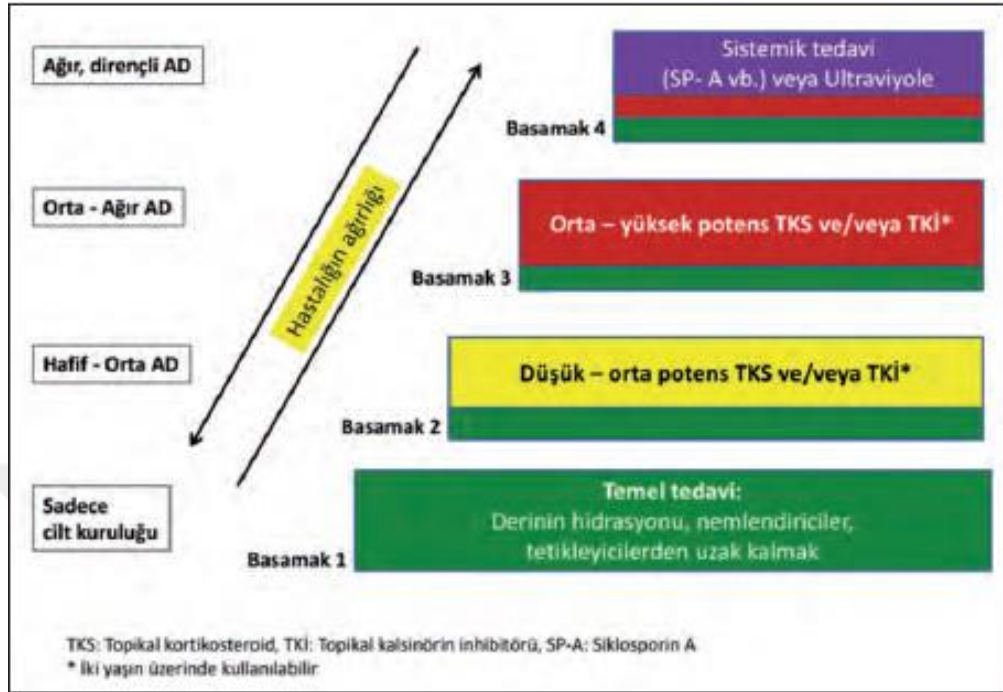 Ağır, dirençli AD
Sistemik tedavi
(SP- A vb.) veya Ultraviyole
Basamak 4
Orta - Ağır AD
Orta – yüksek potens TKS ve/veya TKİ*
Basamak 3
Hastalığın ağırlığı
Hafif - Orta AD
Düşük – orta potens TKS ve/veya TKİ*
Basamak 2
Sadece
cilt kuruluğu
Temel tedavi:
Derinin hidrasyonu, nemlendiriciler,
tetikleyicilerden uzak kalmak
Basamak 1
TKS: Topikal kortikosteroid, TKİ: Topikal kalsinörin inhibitörü, SP-A: Siklosporin A
* İki yaşın üzerinde kullanılabilir